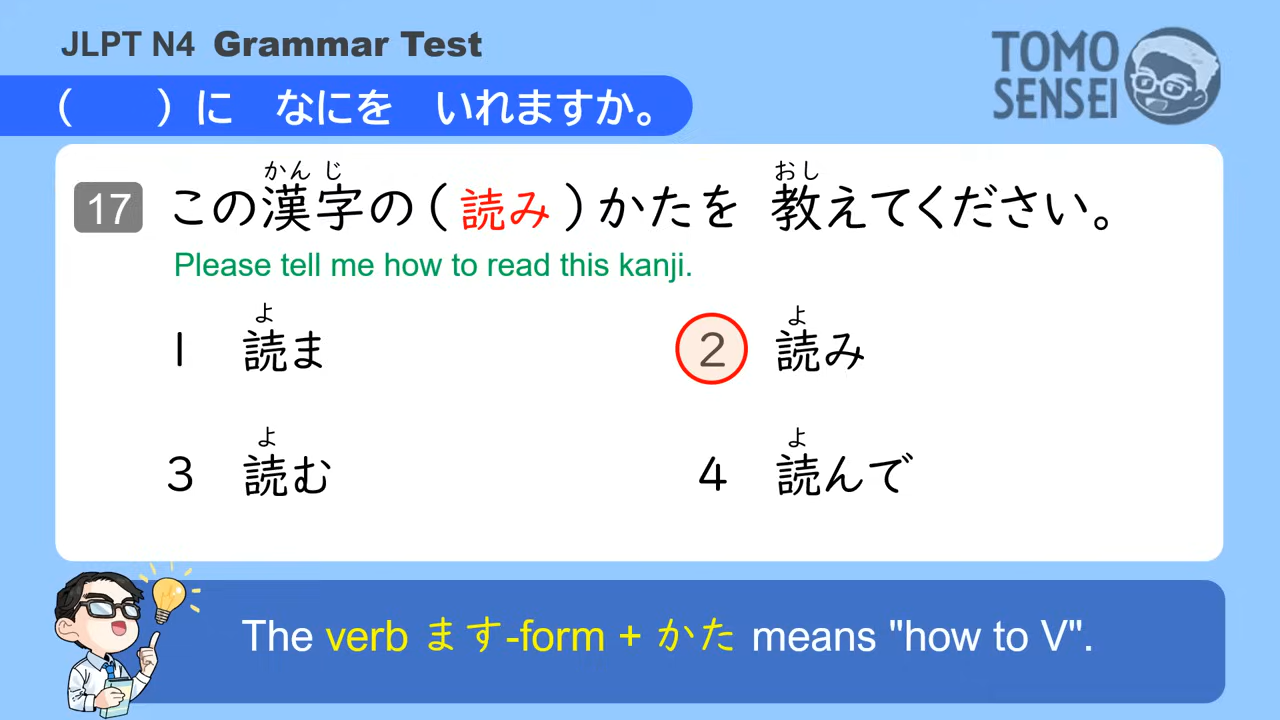 JLPT N4 Grammar Test
TOMO SENSEI
（　　）に　なにを　いれますか。
かん じ おし
17 この漢字の（読み）かたを 教えてください。
Please tell me how to read this kanji.
よ よ
1 読ま 2 読み
よ よ
3 読む 4 読んで
The verb ます-form + かた means "how to V".